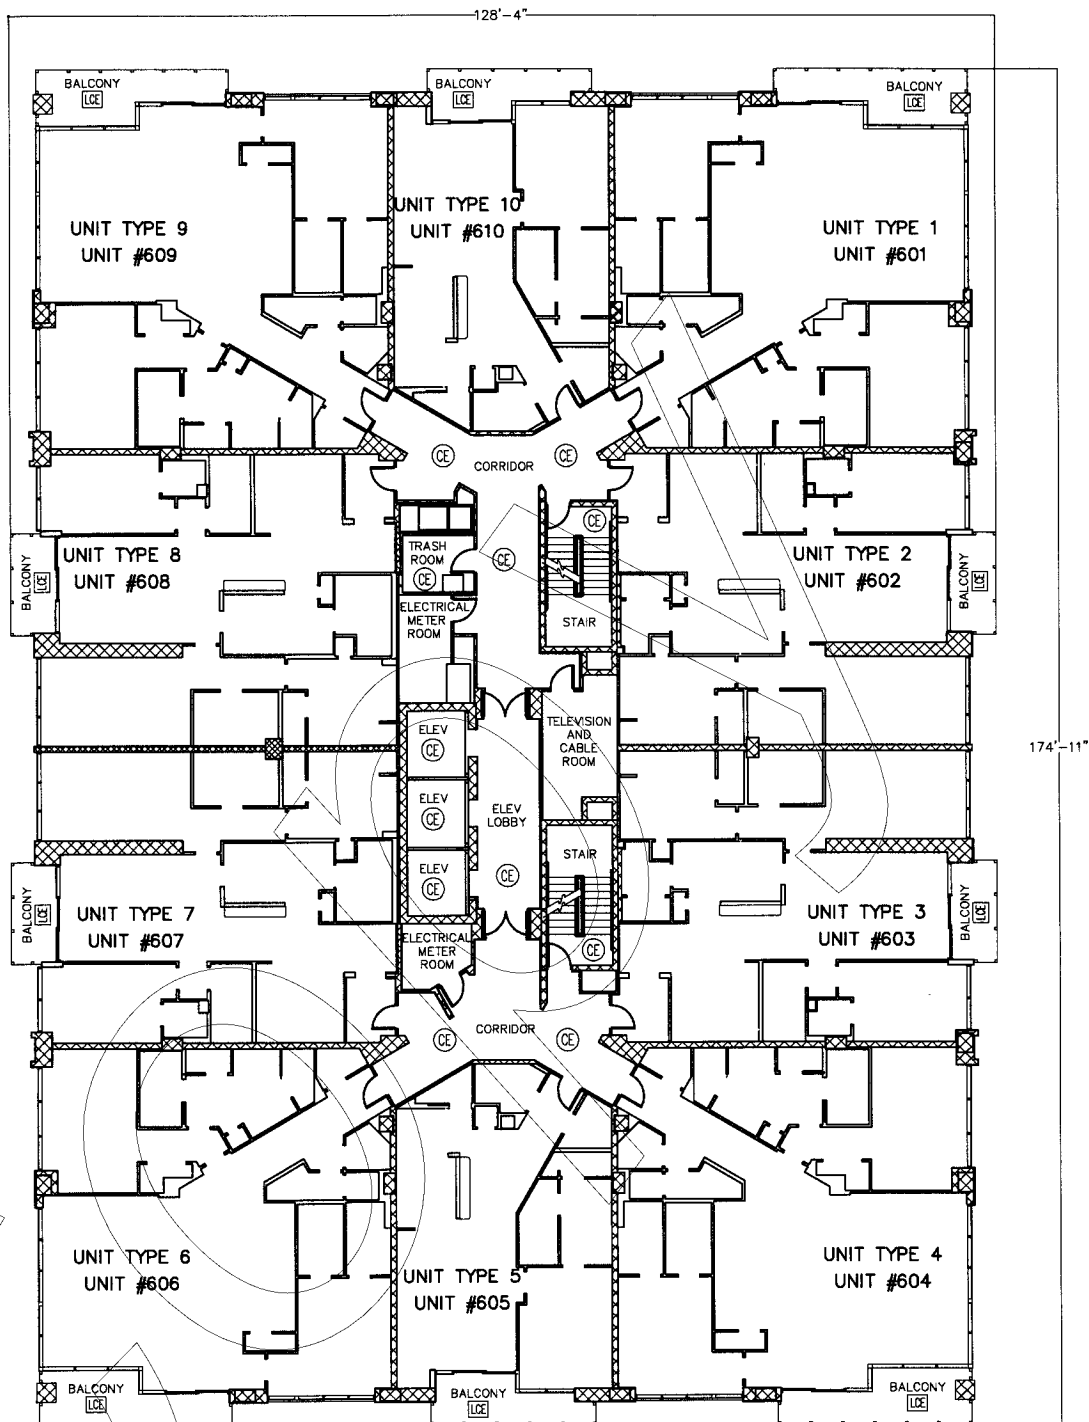 128'-4"
BALCONY
LCE
BALCONY
LCE
BALCONY
LCE
UNIT TYPE 9
UNIT #609
UNIT TYPE 10
UNIT #610
UNIT TYPE 1
UNIT #601
CE
CORRIDOR
CE
CE
UNIT TYPE 8
UNIT #608
TRASH
ROOM
CE
CE
UNIT TYPE 2
UNIT #602
BALCONY
LCE
BALCONY
LCE
ELECTRICAL
METER
ROOM
STAIR
ELEV
CE
TELEVISION
AND
CABLE
ROOM
174'-11"
ELEV
CE
ELEV
LOBBY
ELEV
CE
CE
STAIR
BALCONY
LCE
UNIT TYPE 7
UNIT #607
UNIT TYPE 3
UNIT #603
BALCONY
LCE
ELECTRICAL
METER
ROOM
CE
CORRIDOR
CE
CE
UNIT TYPE 6
UNIT #606
UNIT TYPE 5
UNIT #605
UNIT TYPE 4
UNIT #604
BALCONY
LCE
BALCONY
LCE
BALCONY
LCE